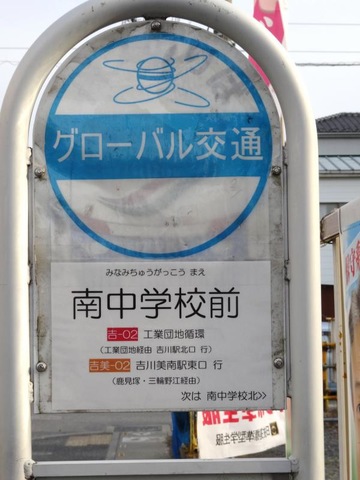 グローバル交通
みなみちゅうがっこう まえ
南中学校前
吉-02 工業団地循環
(工業団地経由 吉川駅北口 行)
吉美-02 吉川美南駅東口 行
(鹿見塚・三輪野江経由)
次は 南中学校北>>